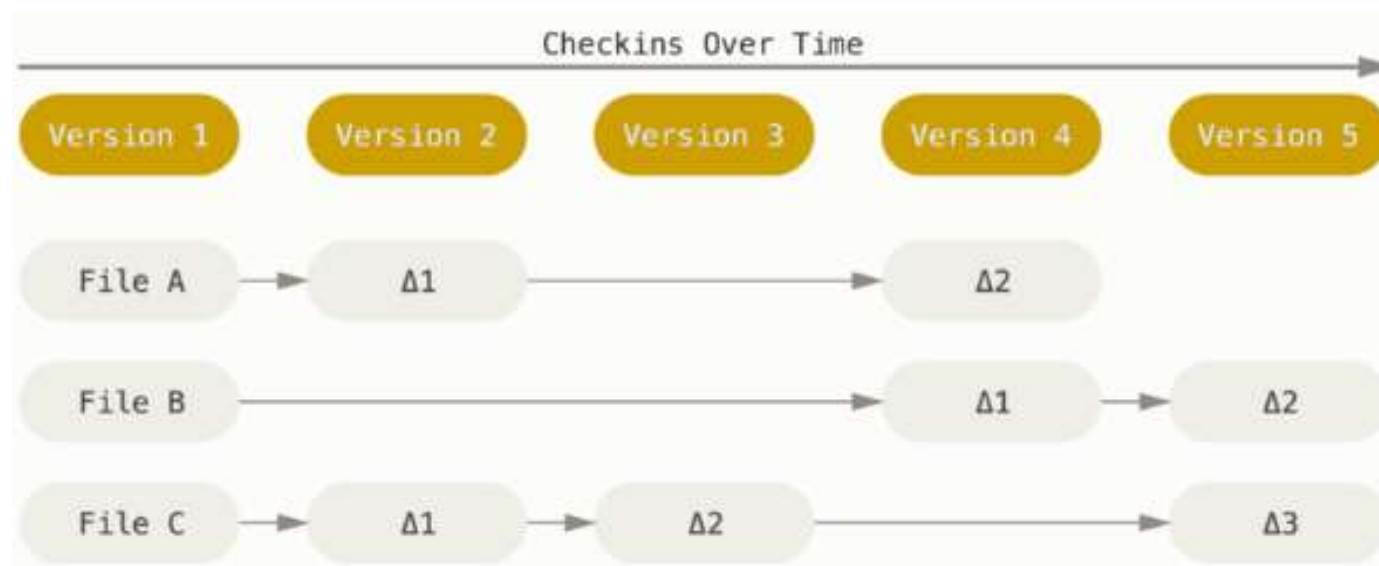 Checkins Over Time
Version 1 Version 2 Version 3 Version 4 Version 5
File A Δ1 Δ2
File B Δ1 Δ2
File C Δ1 Δ2 Δ3